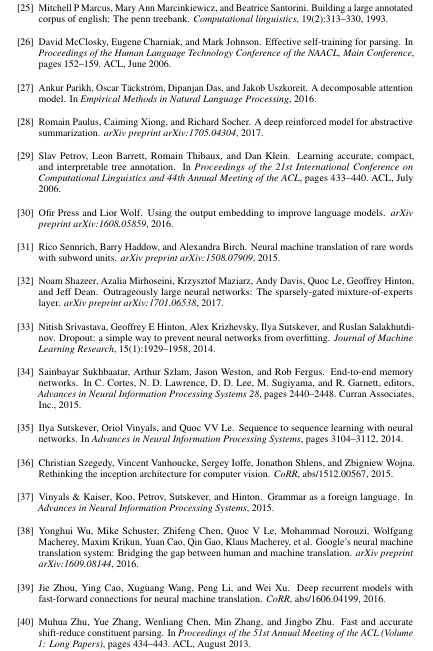 [25] Mitchell P Marcus, Mary Ann Marcinkiewicz, and Beatrice Santorini. Building a large annotated
corpus of english: The penn treebank. Computational linguistics, 19(2):313–330, 1993.
[26] David McClosky, Eugene Charniak, and Mark Johnson. Effective self-training for parsing. In
Proceedings of the Human Language Technology Conference of the NAACL, Main Conference,
pages 152–159. ACL, June 2006.
[27] Ankur Parikh, Oscar Täckström, Dipanjan Das, and Jakob Uszkoreit. A decomposable attention
model. In Empirical Methods in Natural Language Processing, 2016.
[28] Romain Paulus, Caiming Xiong, and Richard Socher. A deep reinforced model for abstractive
summarization. arXiv preprint arXiv:1705.04304, 2017.
[29] Slav Petrov, Leon Barrett, Romain Thibaux, and Dan Klein. Learning accurate, compact,
and interpretable tree annotation. In Proceedings of the 21st International Conference on
Computational Linguistics and 44th Annual Meeting of the ACL, pages 433–440. ACL, July
2006.
[30] Ofir Press and Lior Wolf. Using the output embedding to improve language models. arXiv
preprint arXiv:1608.05859, 2016.
[31] Rico Sennrich, Barry Haddow, and Alexandra Birch. Neural machine translation of rare words
with subword units. arXiv preprint arXiv:1508.07909, 2015.
[32] Noam Shazeer, Azalia Mirhoseini, Krzysztof Maziarz, Andy Davis, Quoc Le, Geoffrey Hinton,
and Jeff Dean. Outrageously large neural networks: The sparsely-gated mixture-of-experts
layer. arXiv preprint arXiv:1701.06538, 2017.
[33] Nitish Srivastava, Geoffrey E Hinton, Alex Krizhevsky, Ilya Sutskever, and Ruslan Salakhutdi-
nov. Dropout: a simple way to prevent neural networks from overfitting. Journal of Machine
Learning Research, 15(1):1929–1958, 2014.
[34] Sainbayar Sukhbaatar, Arthur Szlam, Jason Weston, and Rob Fergus. End-to-end memory
networks. In C. Cortes, N. D. Lawrence, D. D. Lee, M. Sugiyama, and R. Garnett, editors,
Advances in Neural Information Processing Systems 28, pages 2440–2448. Curran Associates,
Inc., 2015.
[35] Ilya Sutskever, Oriol Vinyals, and Quoc VV Le. Sequence to sequence learning with neural
networks. In Advances in Neural Information Processing Systems, pages 3104–3112, 2014.
[36] Christian Szegedy, Vincent Vanhoucke, Sergey Ioffe, Jonathon Shlens, and Zbigniew Wojna.
Rethinking the inception architecture for computer vision. CoRR, abs/1512.00567, 2015.
[37] Vinyals & Kaiser, Koo, Petrov, Sutskever, and Hinton. Grammar as a foreign language. In
Advances in Neural Information Processing Systems, 2015.
[38] Yonghui Wu, Mike Schuster, Zhifeng Chen, Quoc V Le, Mohammad Norouzi, Wolfgang
Macherey, Maxim Krikun, Yuan Cao, Qin Gao, Klaus Macherey, et al. Google's neural machine
translation system: Bridging the gap between human and machine translation. arXiv preprint
arXiv:1609.08144, 2016.
[39] Jie Zhou, Ying Cao, Xuguang Wang, Peng Li, and Wei Xu. Deep recurrent models with
fast-forward connections for neural machine translation. CoRR, abs/1606.04199, 2016.
[40] Muhua Zhu, Yue Zhang, Wenliang Chen, Min Zhang, and Jingbo Zhu. Fast and accurate
shift-reduce constituent parsing. In Proceedings of the 51st Annual Meeting of the ACL (Volume
1: Long Papers), pages 434–443. ACL, August 2013.